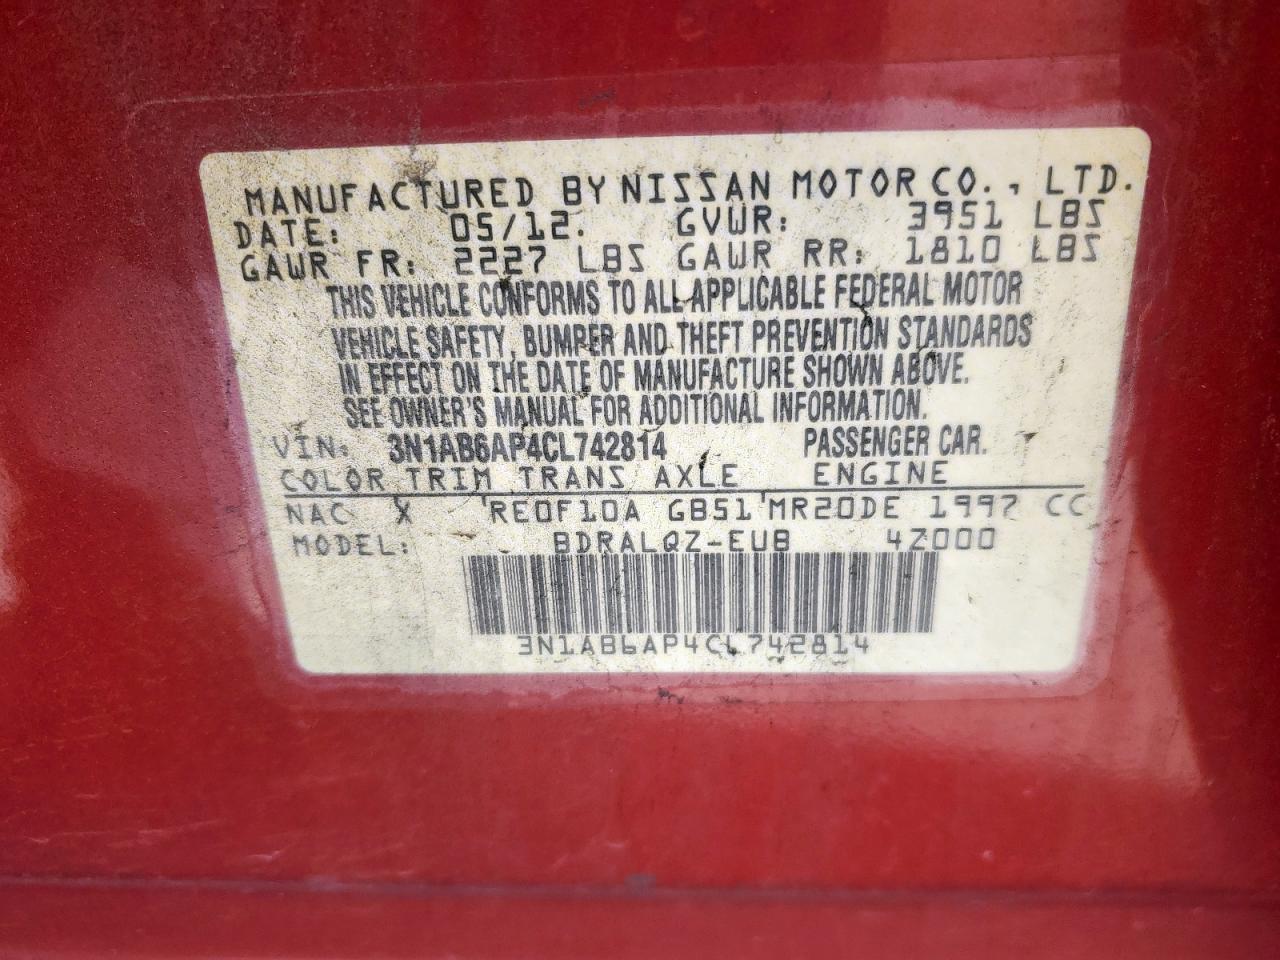 MANUFACTURED BY NISSAN MOTOR CO., LTD.
DATE: 05/12. GVWR: 3951 LBS
GAWR FR: 2227 LBS GAWR RR: 1810 LBS
THIS VEHICLE CONFORMS TO ALL APPLICABLE FEDERAL MOTOR
VEHICLE SAFETY, BUMPER AND THEFT PREVENTION STANDARDS
IN EFFECT ON THE DATE OF MANUFACTURE SHOWN ABOVE.
SEE OWNER'S MANUAL FOR ADDITIONAL INFORMATION.
VIN: 3N1AB6AP4CL742814 PASSENGER CAR.
COLOR TRIM TRANS AXLE ENGINE
NAC X RE0F10A GB51 MR20DE 1997 CC
MODEL: BDRALQZ-EUB 4Z000
3N1AB6AP4CL742814